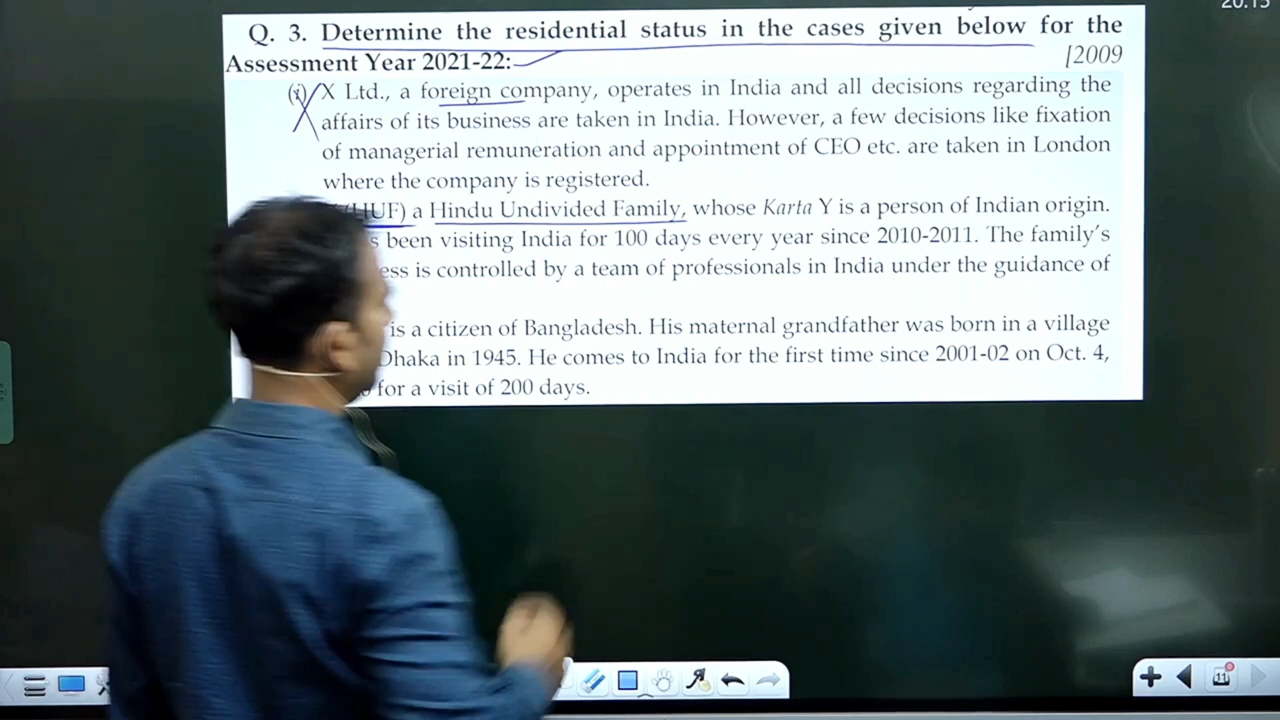 Q. 3. Determine the residential status in the cases given below for the
Assessment Year 2021-22:
[2009
(i) X Ltd., a foreign company, operates in India and all decisions regarding the
affairs of its business are taken in India. However, a few decisions like fixation
of managerial remuneration and appointment of CEO etc. are taken in London
where the company is registered.
(HUF) a Hindu Undivided Family, whose Karta Y is a person of Indian origin.
been visiting India for 100 days every year since 2010-2011. The family's
is controlled by a team of professionals in India under the guidance of
is a citizen of Bangladesh. His maternal grandfather was born in a village
Dhaka in 1945. He comes to India for the first time since 2001-02 on Oct. 4,
for a visit of 200 days.
11